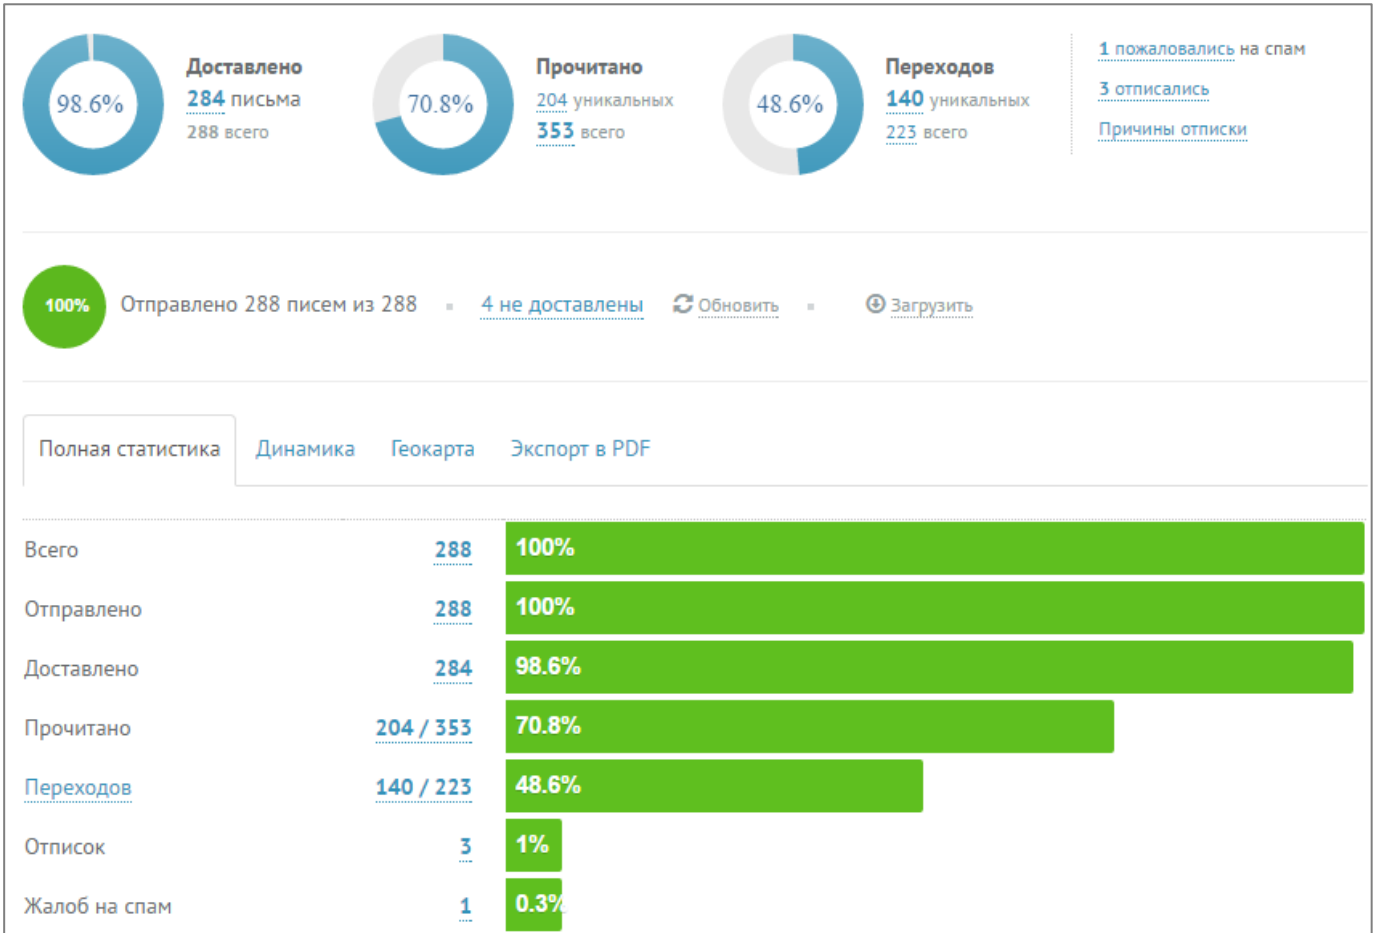 98.6%
Доставлено
284 письма
288 всего
70.8%
Прочитано
204 уникальных
353 всего
48.6%
Переходов
140 уникальных
223 всего
1 пожаловались на спам
3 отписались
Причины отписки
100% Отправлено 288 писем из 288 4 не доставлены Обновить Загрузить
Полная статистика Динамика Геокарта Экспорт в PDF
Всего 288 100%
Отправлено 288 100%
Доставлено 284 98.6%
Прочитано 204 / 353 70.8%
Переходов 140 / 223 48.6%
Отписок 3 1%
Жалоб на спам 1 0.3%